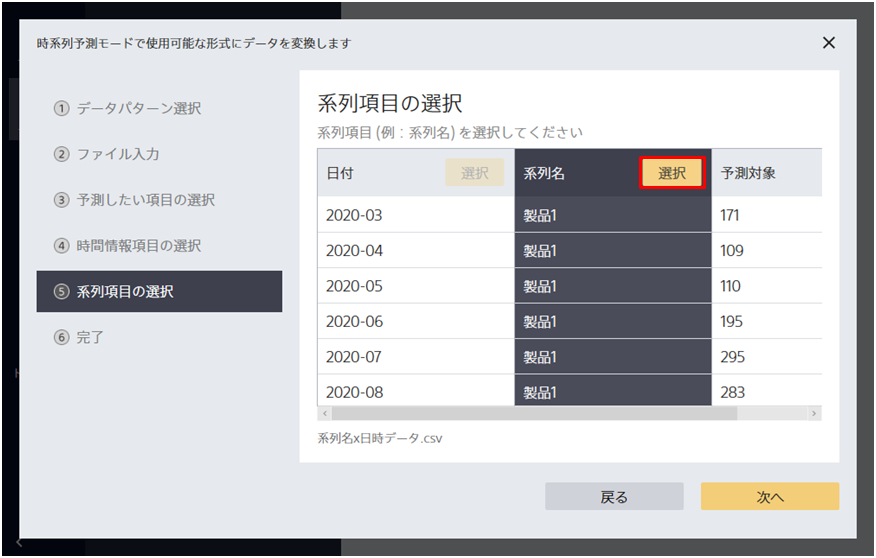 時系列予測モードで使用可能な形式にデータを変換します
① データパターン選択
② ファイル入力
③ 予測したい項目の選択
④ 時間情報項目の選択
⑤ 系列項目の選択
⑥ 完了
系列項目の選択
系列項目 (例：系列名) を選択してください
日付 選択 系列名 選択 予測対象
2020-03 製品1 171
2020-04 製品1 109
2020-05 製品1 110
2020-06 製品1 195
2020-07 製品1 295
2020-08 製品1 283
系列名x日時データ.csv
戻る 次へ